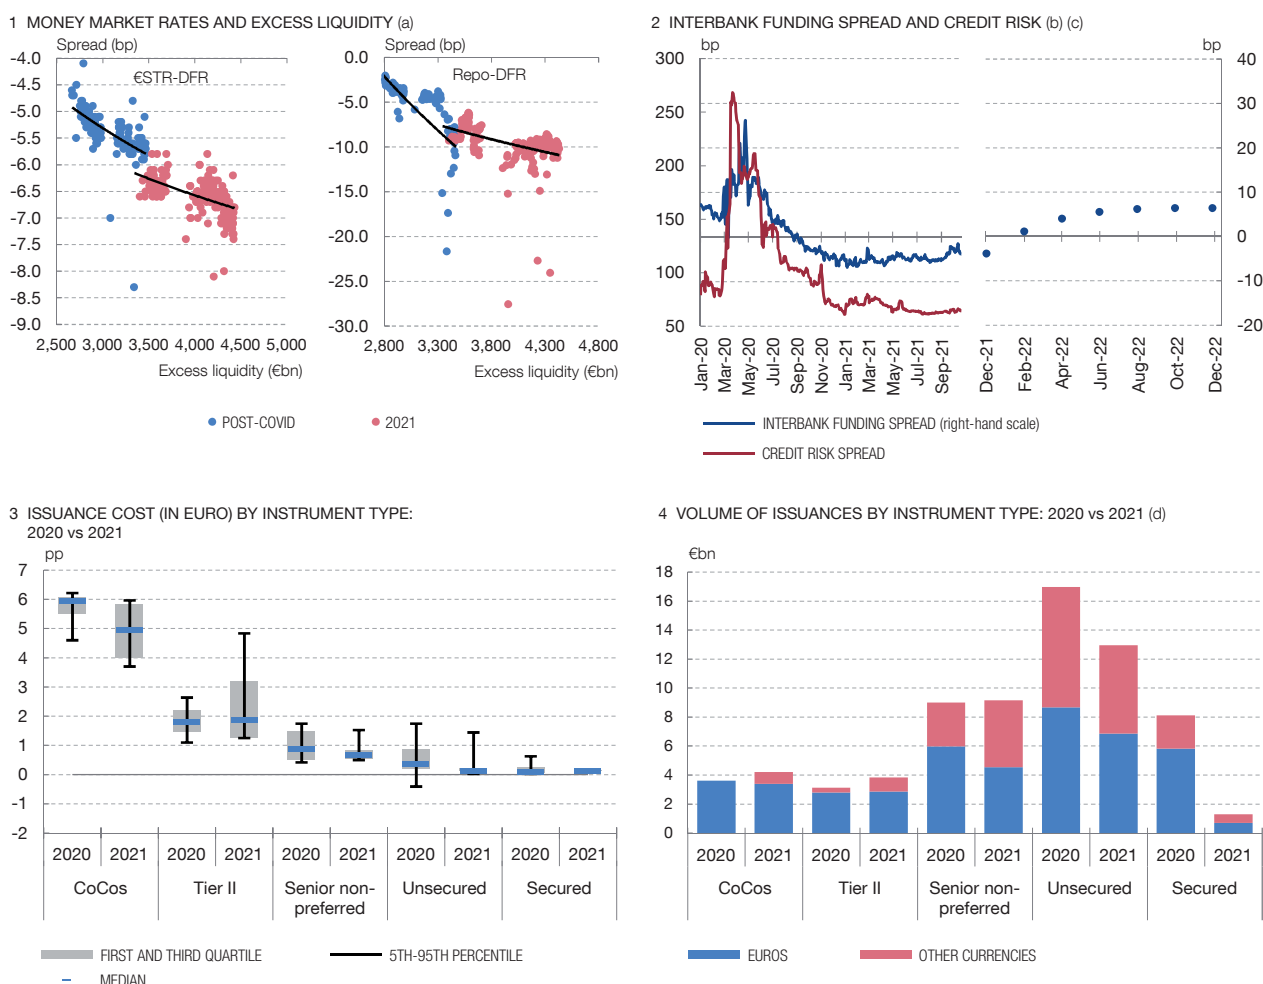 1 MONEY MARKET RATES AND EXCESS LIQUIDITY (a)
Spread (bp)
€STR-DFR
-4.0
-4.5
-5.0
-5.5
-6.0
-6.5
-7.0
-7.5
-8.0
-8.5
-9.0
2,500 3,000 3,500 4,000 4,500 5,000
Excess liquidity (€bn)
Spread (bp)
Repo-DFR
0.0
-5.0
-10.0
-15.0
-20.0
-25.0
-30.0
2,800 3,300 3,800 4,300 4,800
Excess liquidity (€bn)
POST-COVID 2021
2 INTERBANK FUNDING SPREAD AND CREDIT RISK (b) (c)
bp
bp
300
250
200
150
100
50
40
30
20
10
0
-10
-20
Jan-20
Mar-20
May-20
Jul-20
Sep-20
Nov-20
Jan-21
Mar-21
May-21
Jul-21
Sep-21
Dec-21
Feb-22
Apr-22
Jun-22
Aug-22
Oct-22
Dec-22
INTERBANK FUNDING SPREAD (right-hand scale)
CREDIT RISK SPREAD
3 ISSUANCE COST (IN EURO) BY INSTRUMENT TYPE:
2020 vs 2021
pp
7
6
5
4
3
2
1
0
-1
-2
2020 2021 2020 2021 2020 2021 2020 2021 2020 2021
CoCos Tier II Senior non-
preferred Unsecured Secured
FIRST AND THIRD QUARTILE 5TH-95TH PERCENTILE
MEDIAN
4 VOLUME OF ISSUANCES BY INSTRUMENT TYPE: 2020 vs 2021 (d)
€bn
18
16
14
12
10
8
6
4
2
0
2020 2021 2020 2021 2020 2021 2020 2021 2020 2021
CoCos Tier II Senior non-
preferred Unsecured Secured
EUROS OTHER CURRENCIES